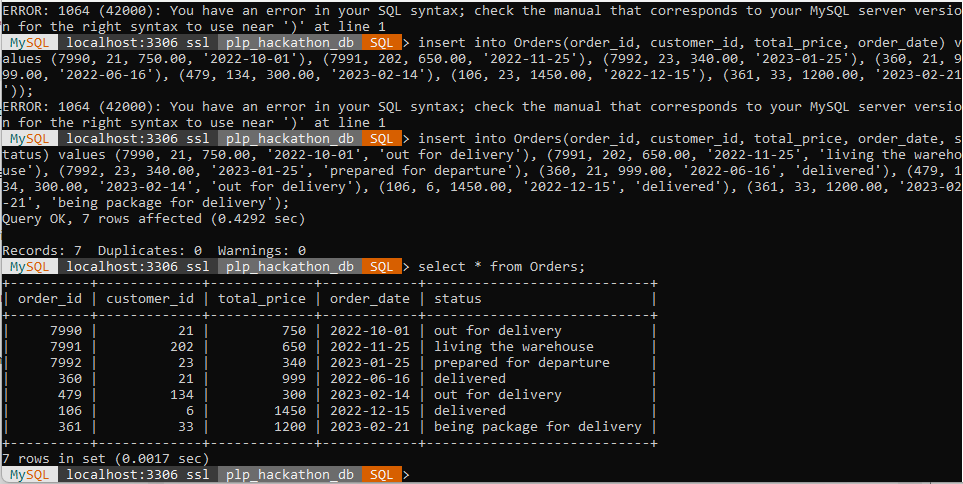 ERROR: 1064 (42000): You have an error in your SQL syntax; check the manual that corresponds to your MySQL server versio
n for the right syntax to use near ')' at line 1
MySQL localhost:3306 ssl plp_hackathon_db SQL > insert into Orders(order_id, customer_id, total_price, order_date) v
alues (7990, 21, 750.00, '2022-10-01'), (7991, 202, 650.00, '2022-11-25'), (7992, 23, 340.00, '2023-01-25'), (360, 21, 9
99.00, '2022-06-16'), (479, 134, 300.00, '2023-02-14'), (106, 23, 1450.00, '2022-12-15'), (361, 33, 1200.00, '2023-02-21
'));
ERROR: 1064 (42000): You have an error in your SQL syntax; check the manual that corresponds to your MySQL server versio
n for the right syntax to use near ')' at line 1
MySQL localhost:3306 ssl plp_hackathon_db SQL > insert into Orders(order_id, customer_id, total_price, order_date, s
tatus) values (7990, 21, 750.00, '2022-10-01', 'out for delivery'), (7991, 202, 650.00, '2022-11-25', 'living the wareho
use'), (7992, 23, 340.00, '2023-01-25', 'prepared for departure'), (360, 21, 999.00, '2022-06-16', 'delivered'), (479, 1
34, 300.00, '2023-02-14', 'out for delivery'), (106, 6, 1450.00, '2022-12-15', 'delivered'), (361, 33, 1200.00, '2023-02
-21', 'being package for delivery');
Query OK, 7 rows affected (0.4292 sec)

Records: 7  Duplicates: 0  Warnings: 0
MySQL localhost:3306 ssl plp_hackathon_db SQL > select * from Orders;
+----------+-------------+-------------+------------+----------------------------+
| order_id | customer_id | total_price | order_date | status                     |
+----------+-------------+-------------+------------+----------------------------+
|     7990 |          21 |         750 | 2022-10-01 | out for delivery           |
|     7991 |         202 |         650 | 2022-11-25 | living the warehouse       |
|     7992 |          23 |         340 | 2023-01-25 | prepared for departure     |
|      360 |          21 |         999 | 2022-06-16 | delivered                  |
|      479 |         134 |         300 | 2023-02-14 | out for delivery           |
|      106 |           6 |        1450 | 2022-12-15 | delivered                  |
|      361 |          33 |        1200 | 2023-02-21 | being package for delivery |
+----------+-------------+-------------+------------+----------------------------+
7 rows in set (0.0017 sec)
MySQL localhost:3306 ssl plp_hackathon_db SQL >